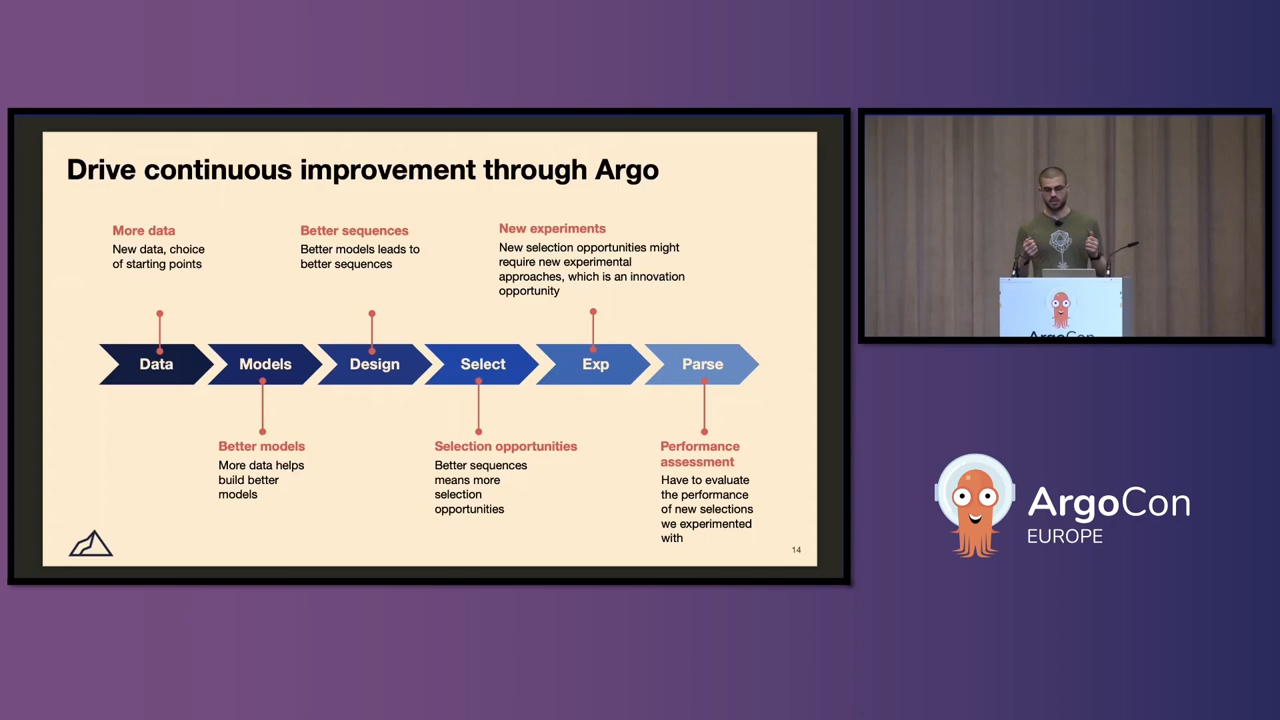 Drive continuous improvement through Argo
More data
New data, choice
of starting points
Better sequences
Better models leads to
better sequences
New experiments
New selection opportunities might
require new experimental
approaches, which is an innovation
opportunity
Data
Models
Design
Select
Exp
Parse
Better models
More data helps
build better
models
Selection opportunities
Better sequences
means more
selection
opportunities
Performance
assessment
Have to evaluate
the performance
of new selections
we experimented
with
14
ArgoCon
ArgoCon
EUROPE